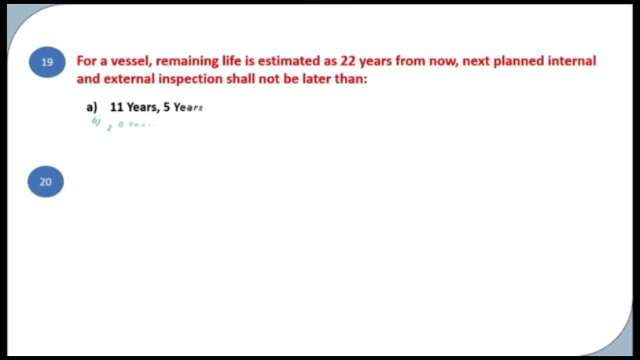 19
For a vessel, remaining life is estimated as 22 years from now, next planned internal
and external inspection shall not be later than:
a) 11 Years, 5 Years
b)
20